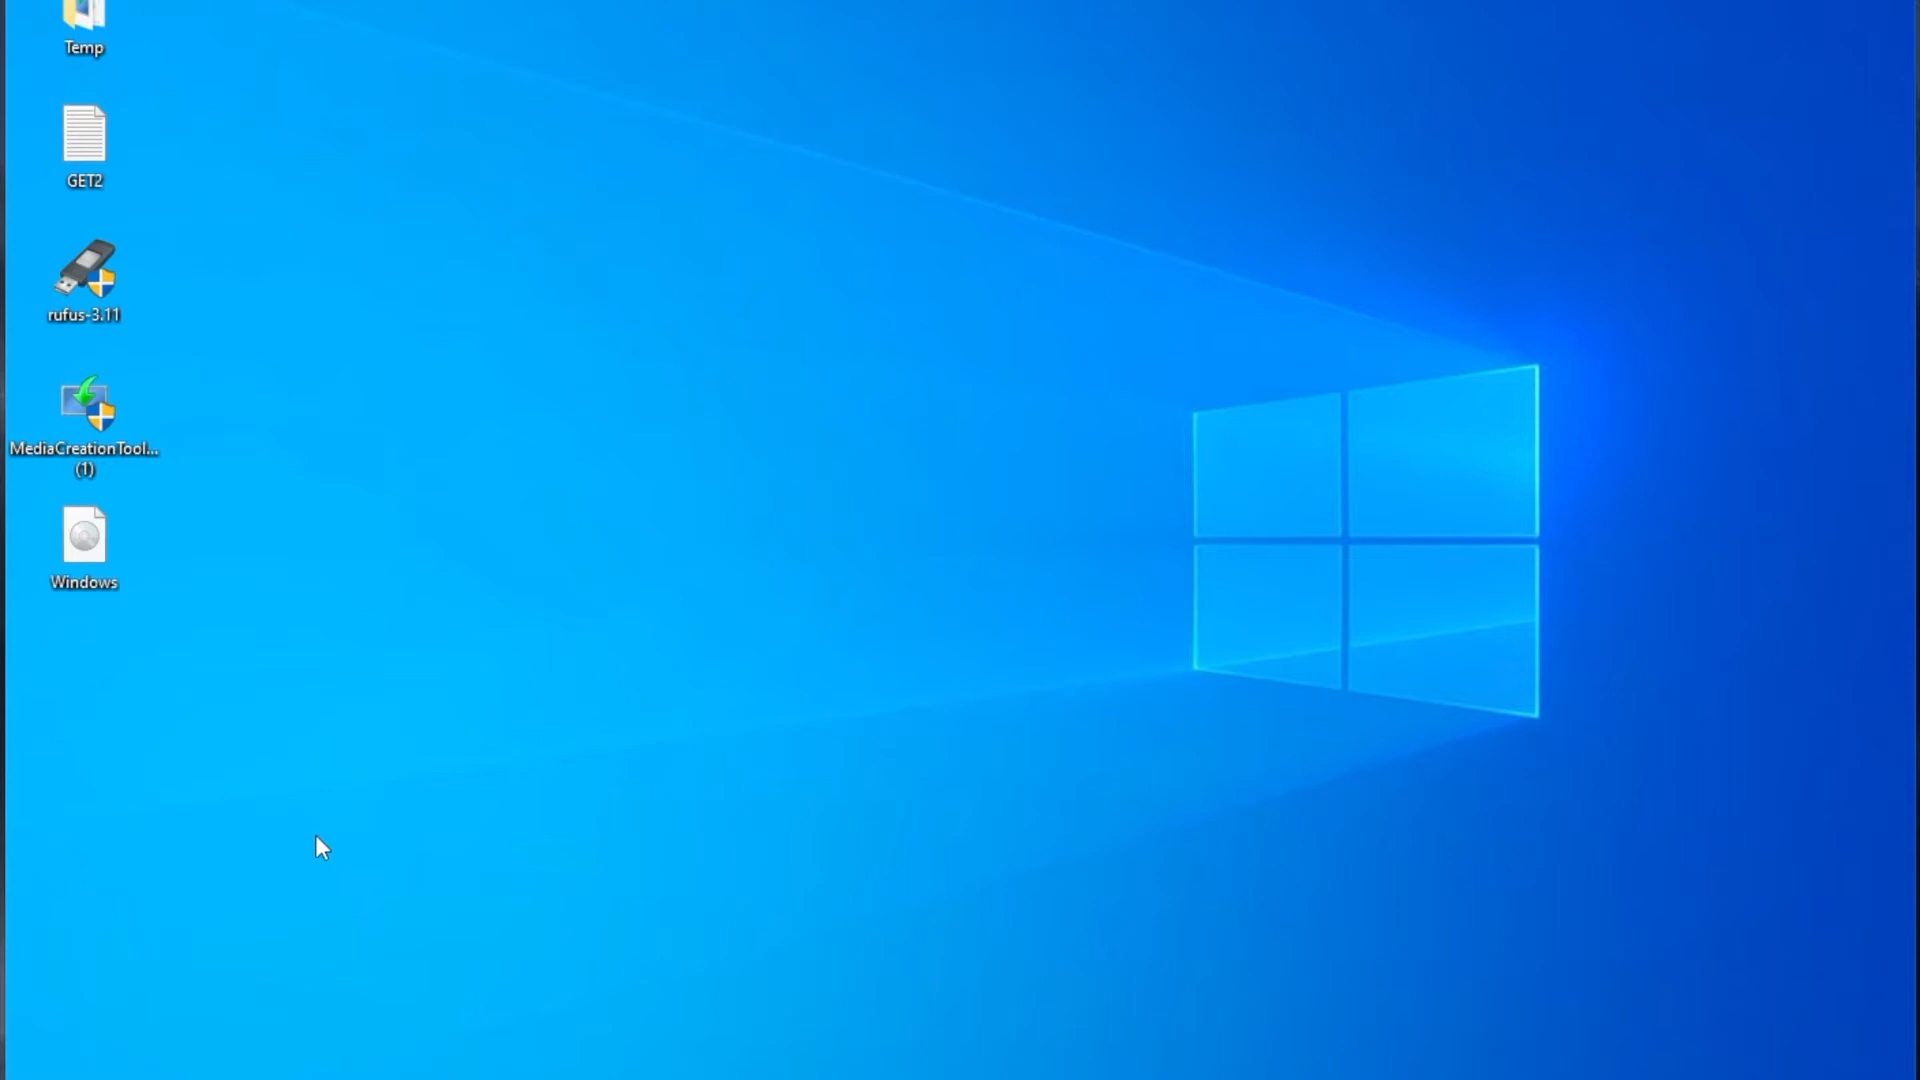 Temp
GET2
rufus-3.11
MediaCreationTool...
(1)
Windows